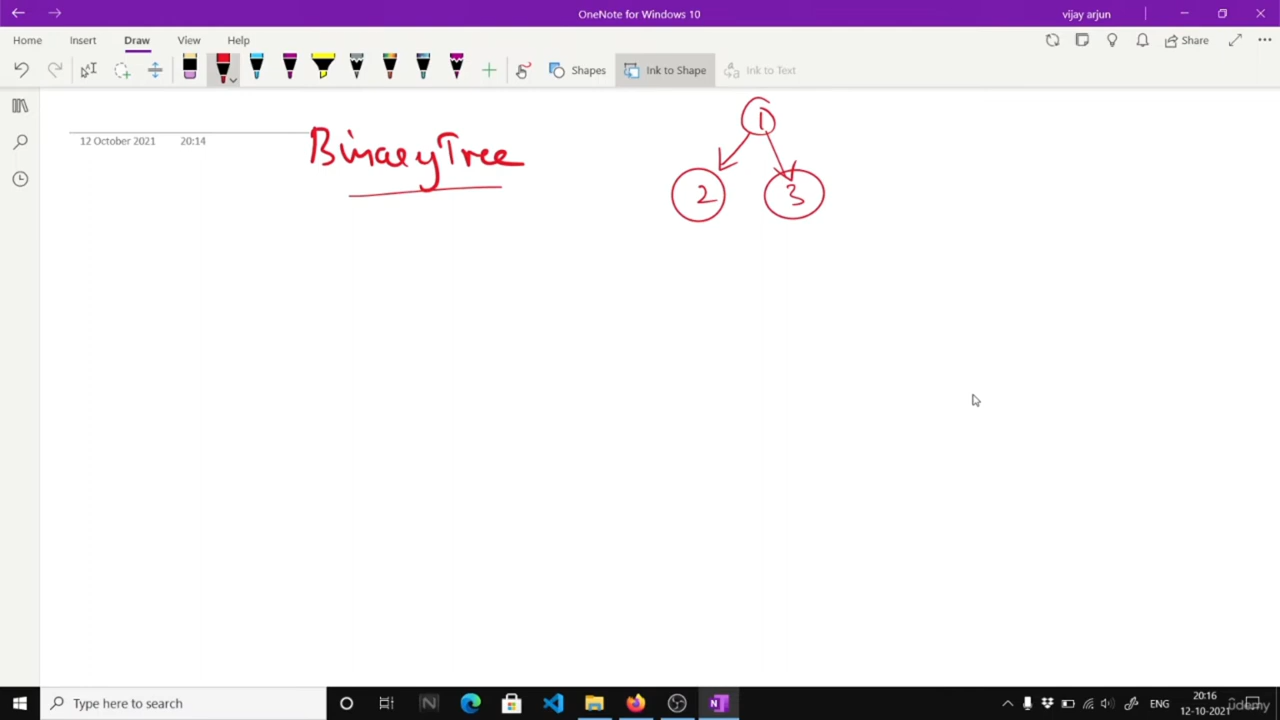 OneNote for Windows 10
vijay arjun
Home Insert Draw View Help
Share
Shapes
Ink to Shape
Ink to Text
12 October 2021 20:14
BinaryTree
1
2 3
Type here to search
ENG
20:16
12-10-2021
udemy